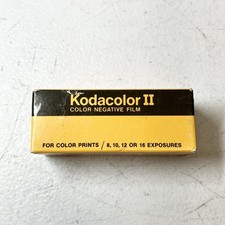 Kodacolor II
COLOR NEGATIVE FILM
FOR COLOR PRINTS / 8, 10, 12 OR 16 EXPOSURES